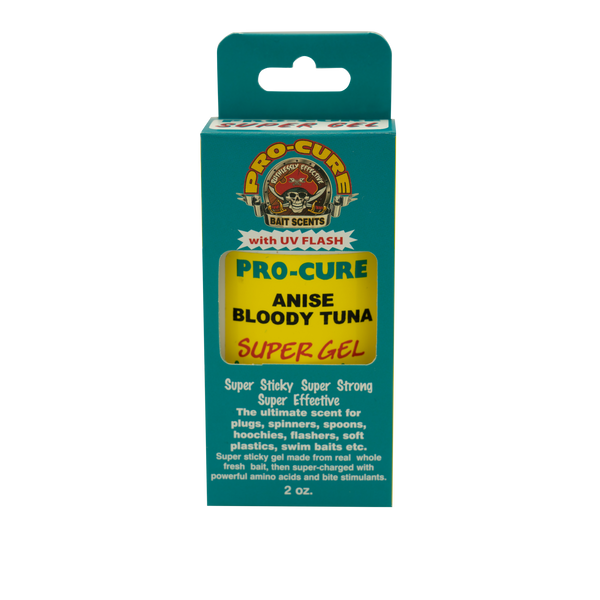 SUPER GEL
PRO-CURE
RUTHLESSLY EFFECTIVE
BAIT SCENTS
with UV FLASH
PRO-CURE
ANISE
BLOODY TUNA
SUPER GEL
Super Sticky Super Strong
Super Effective
The ultimate scent for
plugs, spinners, spoons,
hoochies, flashers, soft
plastics, swim baits etc.
Super sticky gel made from real whole
fresh bait, then super-charged with
powerful amino acids and bite stimulants.
2 oz.